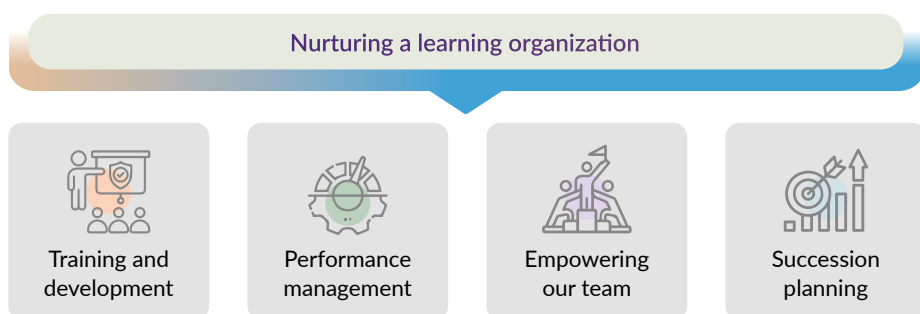 Nurturing a learning organization
Training and
development
Performance
management
Empowering
our team
Succession
planning